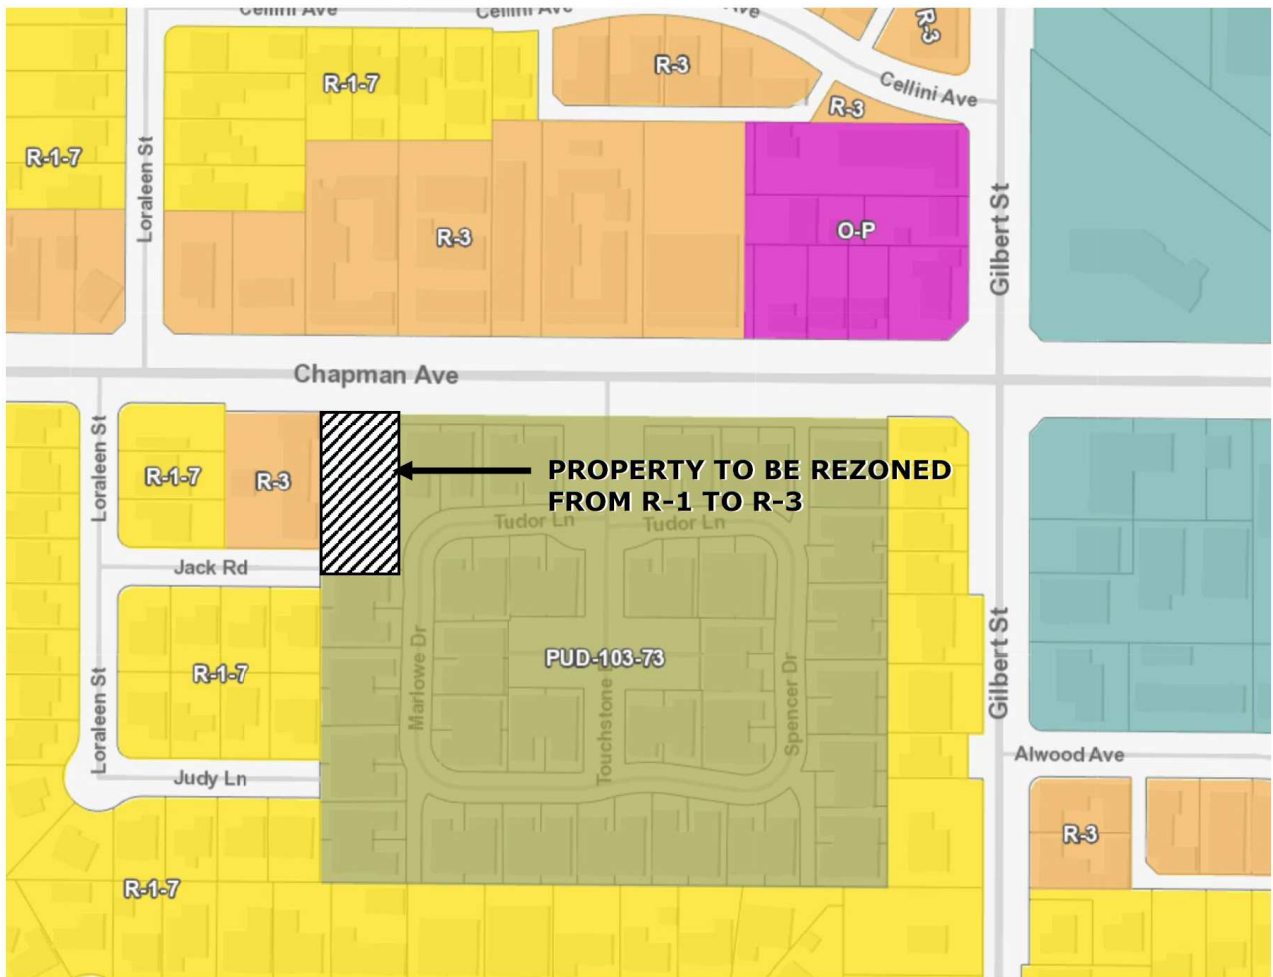 Cellini Ave
Cellini Ave
Ave
R-3
R-1-7
R-3
Cellini Ave
R-3
R-1-7
Loraleen St
R-3
O-P
Gilbert St
Chapman Ave
Loraleen St
R-1-7
R-3
PROPERTY TO BE REZONED
FROM R-1 TO R-3
Tudor Ln
Tudor Ln
Jack Rd
R-1-7
PUD-103-73
Marlowe Dr
Touchstone D
Spencer Dr
Gilbert St
Loraleen St
Judy Ln
Alwood Ave
R-3
R-1-7